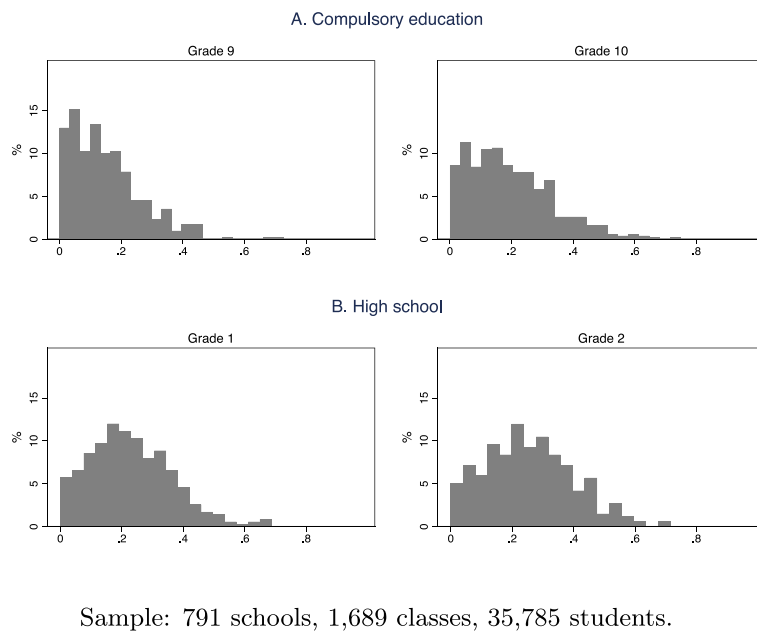 A. Compulsory education
Grade 9
Grade 10
%
15
10
5
0
0 .2 .4 .6 .8
%
15
10
5
0
0 .2 .4 .6 .8
B. High school
Grade 1
Grade 2
%
15
10
5
0
0 .2 .4 .6 .8
%
15
10
5
0
0 .2 .4 .6 .8
Sample: 791 schools, 1,689 classes, 35,785 students.